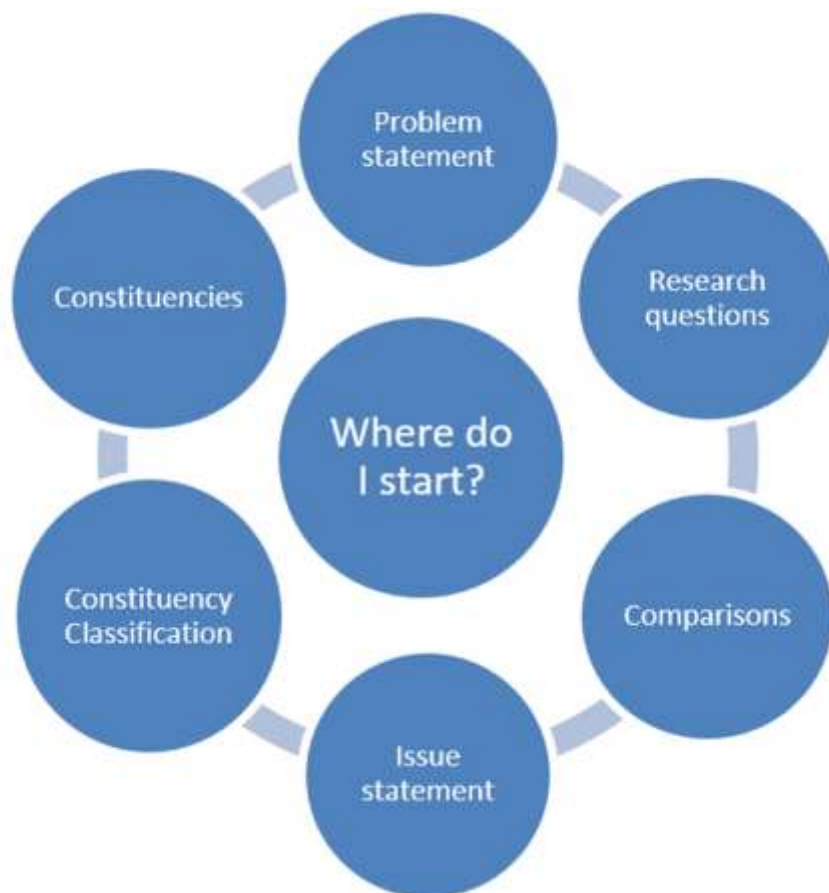 Problem
statement
Research
questions
Comparisons
Issue
statement
Constituency
Classification
Constituencies
Where do
I start?